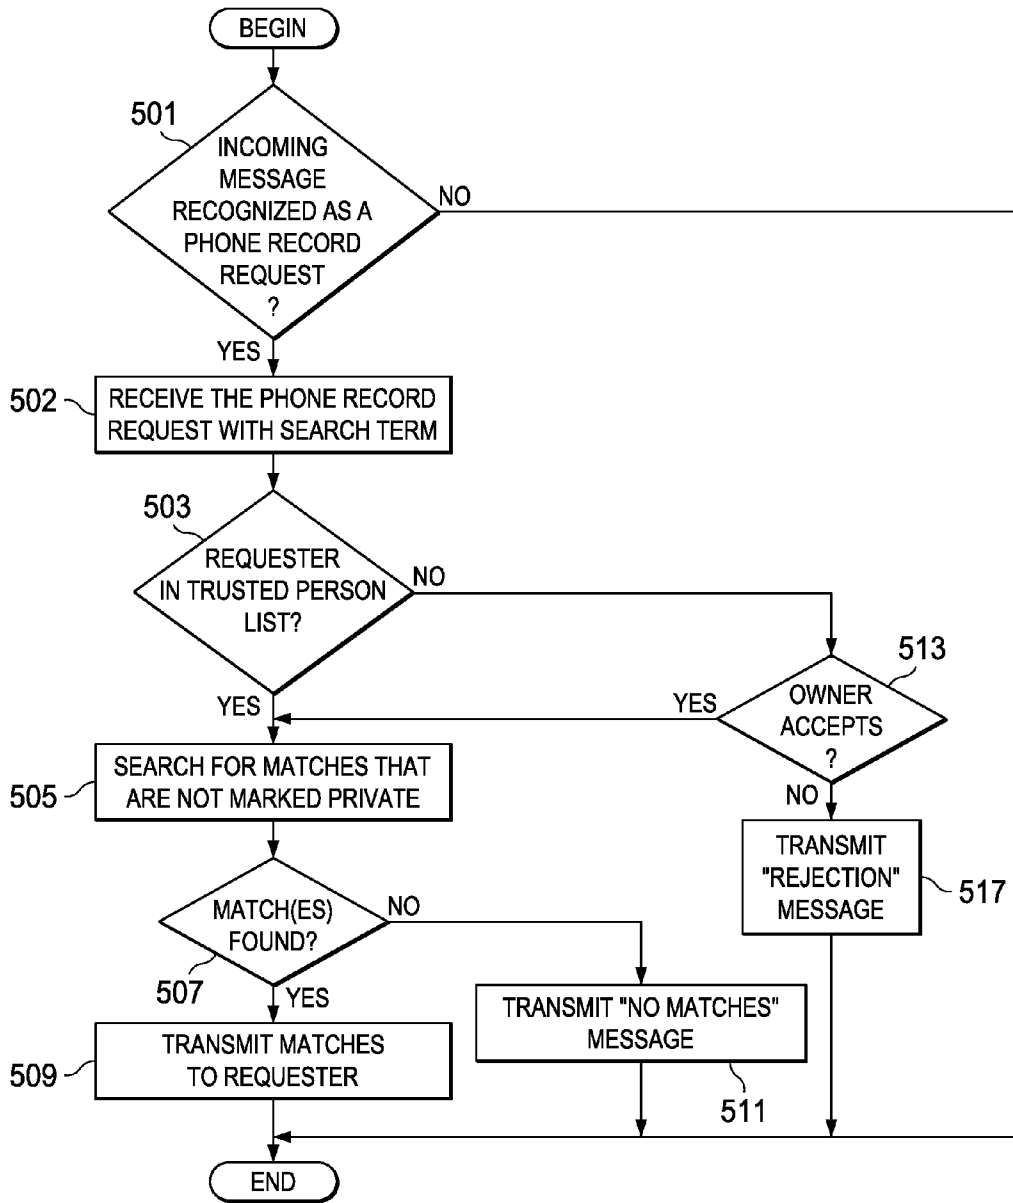 BEGIN
501
INCOMING
MESSAGE
RECOGNIZED AS A
PHONE RECORD
REQUEST
?
NO
YES
502
RECEIVE THE PHONE RECORD
REQUEST WITH SEARCH TERM
503
REQUESTER
IN TRUSTED PERSON
LIST?
NO
YES
513
OWNER
ACCEPTS
?
YES
NO
505
SEARCH FOR MATCHES THAT
ARE NOT MARKED PRIVATE
TRANSMIT
"REJECTION"
MESSAGE
517
MATCH(ES)
FOUND?
NO
507
YES
TRANSMIT "NO MATCHES"
MESSAGE
511
509
TRANSMIT MATCHES
TO REQUESTER
END